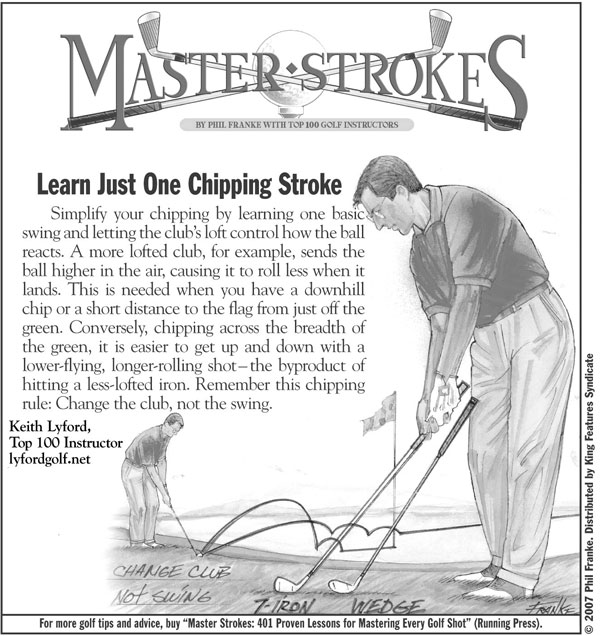 MASTER·STROKES
BY PHIL FRANKE WITH TOP 100 GOLF INSTRUCTORS
Learn Just One Chipping Stroke
Simplify your chipping by learning one basic
swing and letting the club's loft control how the ball
reacts. A more lofted club, for example, sends the
ball higher in the air, causing it to roll less when it
lands. This is needed when you have a downhill
chip or a short distance to the flag from just off the
green. Conversely, chipping across the breadth of
the green, it is easier to get up and down with a
lower-flying, longer-rolling shot–the byproduct of
hitting a less-lofted iron. Remember this chipping
rule: Change the club, not the swing.
Keith Lyford,
Top 100 Instructor
lyfordgolf.net
CHANGE CLUB
NOT SWING
7-IRON WEDGE
FRANKE
For more golf tips and advice, buy "Master Strokes: 401 Proven Lessons for Mastering Every Golf Shot" (Running Press).
© 2007 Phil Franke. Distributed by King Features Syndicate